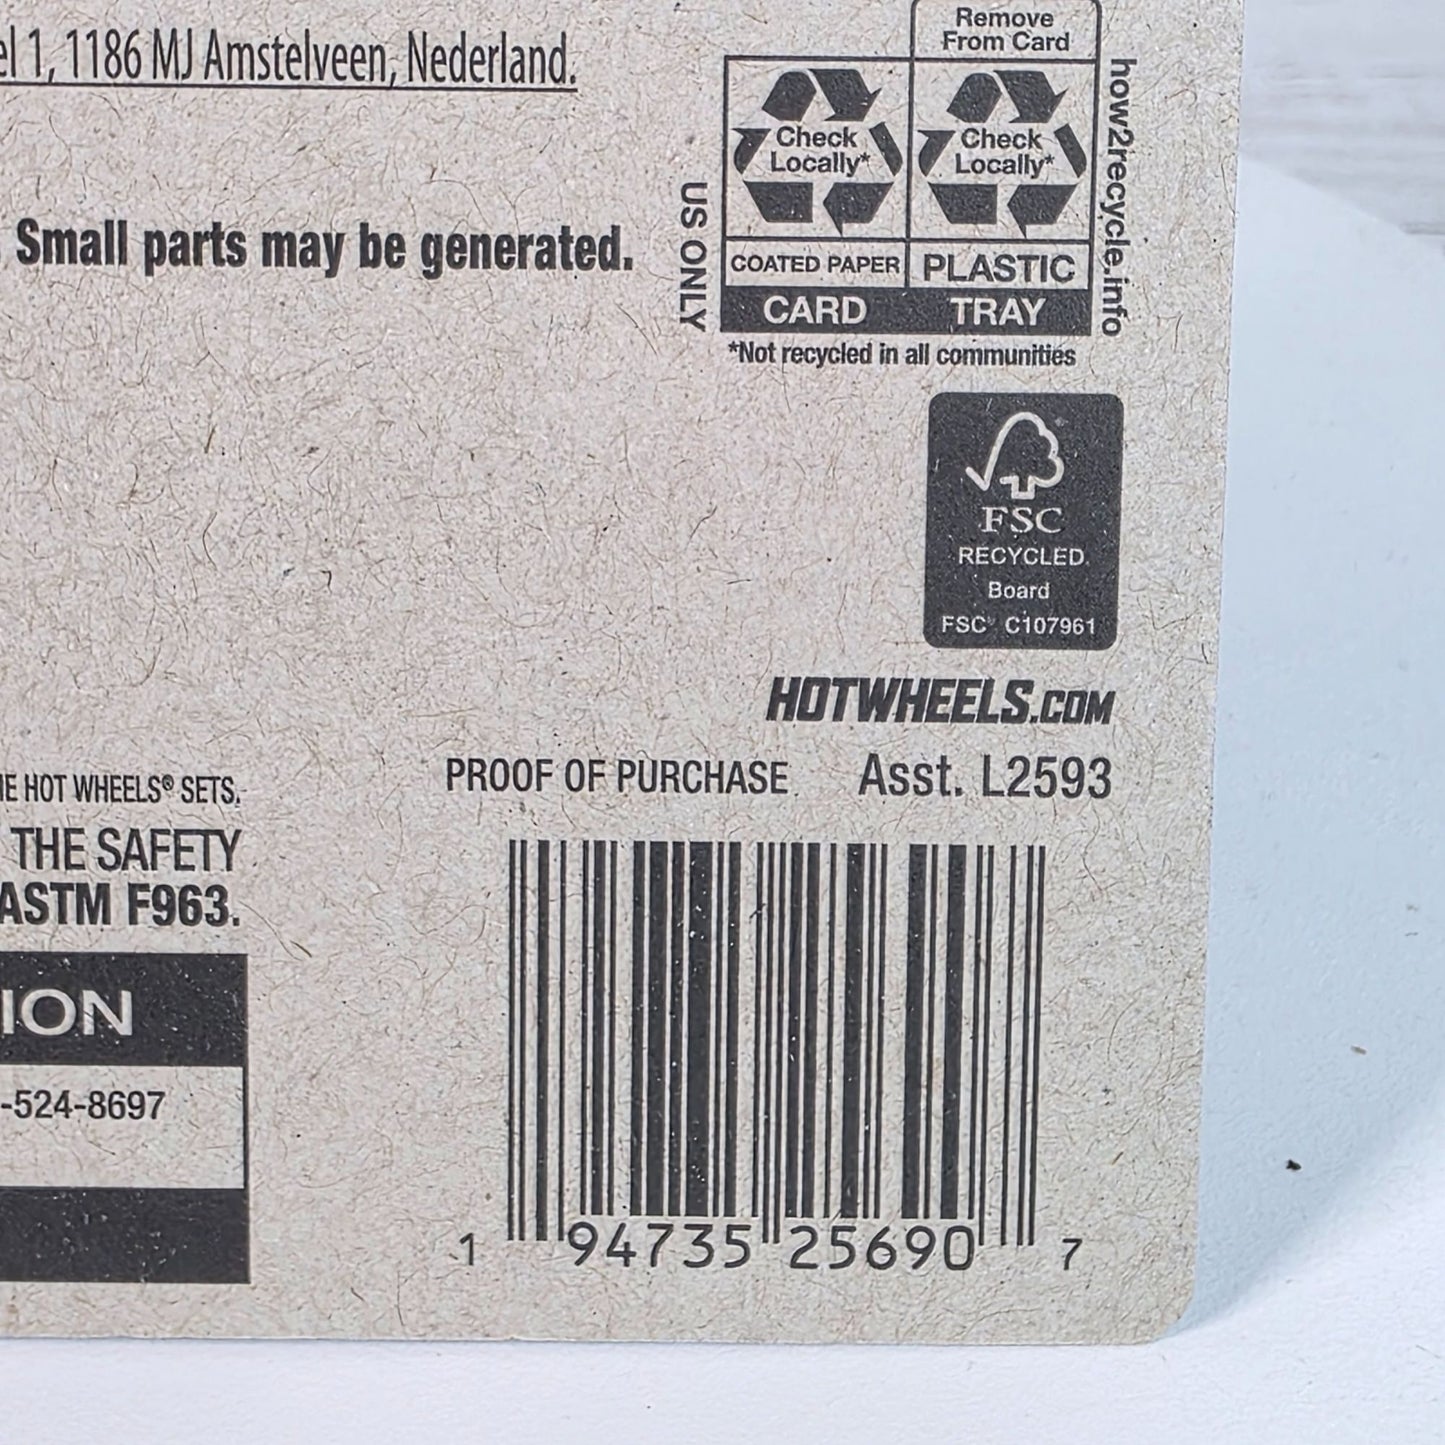 Remove
From Card
el 1, 1186 MJ Amstelveen, Nederland.
Check
Locally*
Check
Locally*
how2recycle.info
US ONLY
Small parts may be generated.
COATED PAPER
PLASTIC
CARD
TRAY
*Not recycled in all communities
FSC
RECYCLED
Board
FSC® C107961
HOTWHEELS.COM
PROOF OF PURCHASE Asst. L2593
HOT WHEELS® SETS.
THE SAFETY
ASTM F963.
ION
-524-8697
1 94735 25690 7